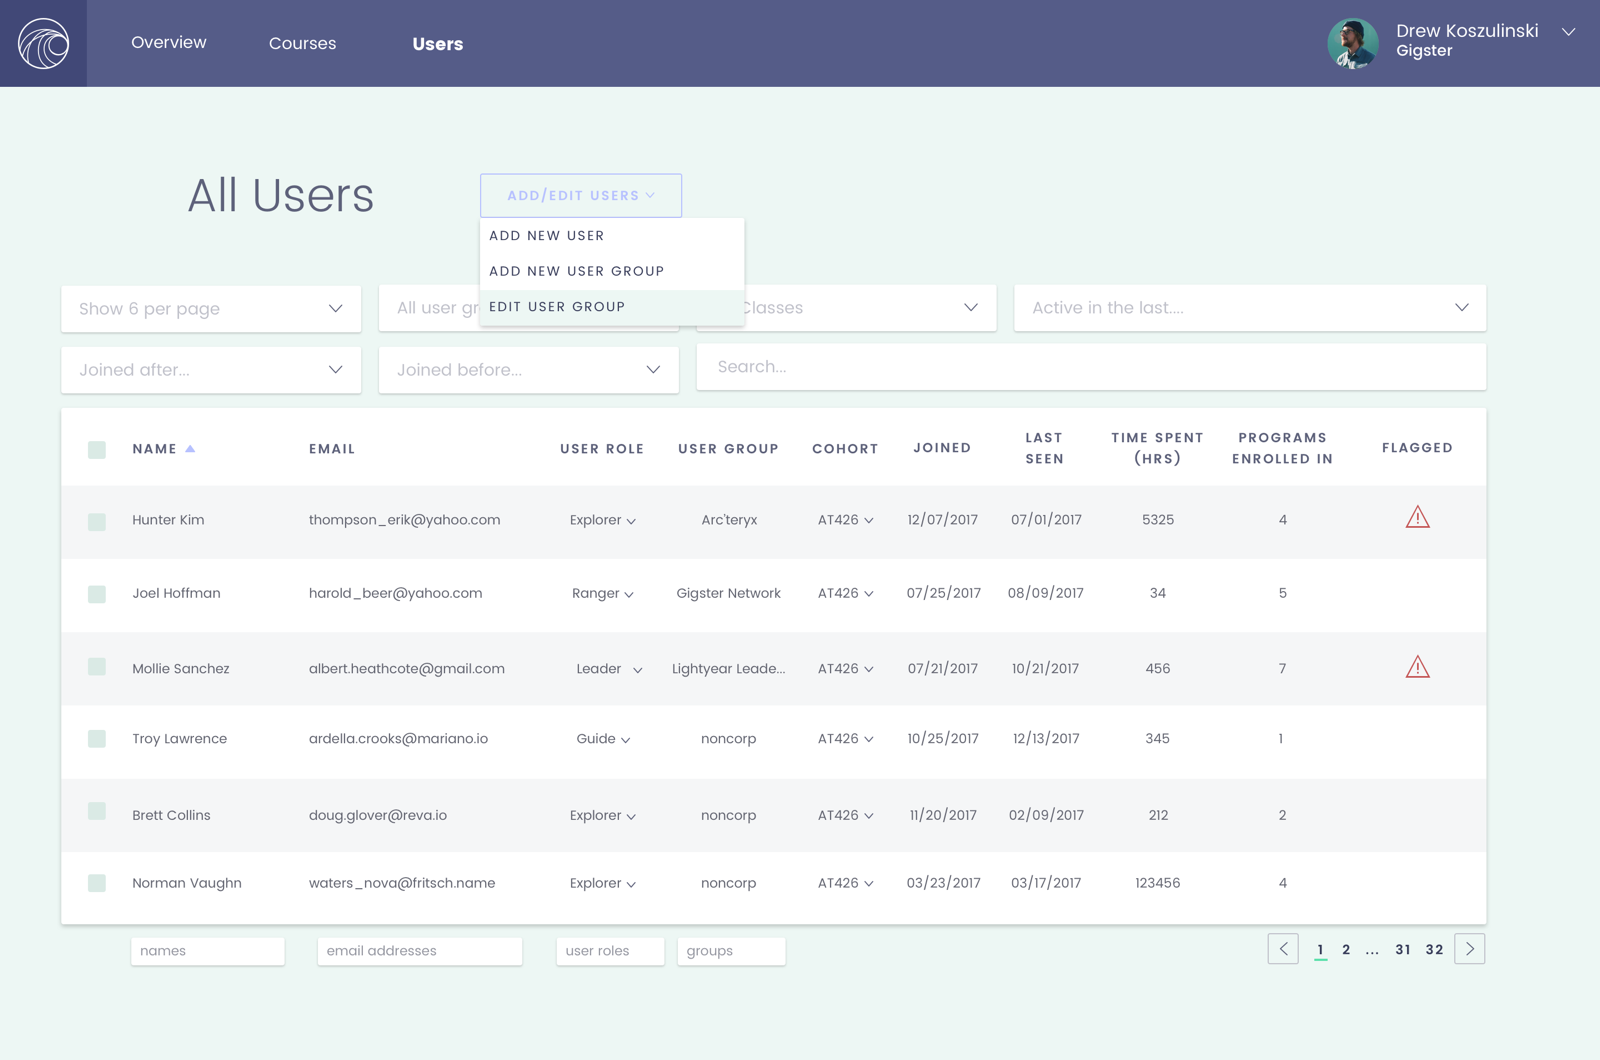 Overview
Courses
Users
Drew Koszulinski
Gigster
All Users
ADD/EDIT USERS
ADD NEW USER
ADD NEW USER GROUP
EDIT USER GROUP
Show 6 per page
All user gr
Classes
Active in the last....
Joined after...
Joined before...
Search...
NAME EMAIL USER ROLE USER GROUP COHORT JOINED LAST SEEN TIME SPENT (HRS) PROGRAMS ENROLLED IN FLAGGED
Hunter Kim thompson_erik@yahoo.com Explorer Arc'teryx AT426 12/07/2017 07/01/2017 5325 4
Joel Hoffman harold_beer@yahoo.com Ranger Gigster Network AT426 07/25/2017 08/09/2017 34 5
Mollie Sanchez albert.heathcote@gmail.com Leader Lightyear Leade... AT426 07/21/2017 10/21/2017 456 7
Troy Lawrence ardella.crooks@mariano.io Guide noncorp AT426 10/25/2017 12/13/2017 345 1
Brett Collins doug.glover@reva.io Explorer noncorp AT426 11/20/2017 02/09/2017 212 2
Norman Vaughn waters_nova@fritsch.name Explorer noncorp AT426 03/23/2017 03/17/2017 123456 4
names
email addresses
user roles
groups
1 2 ... 31 32